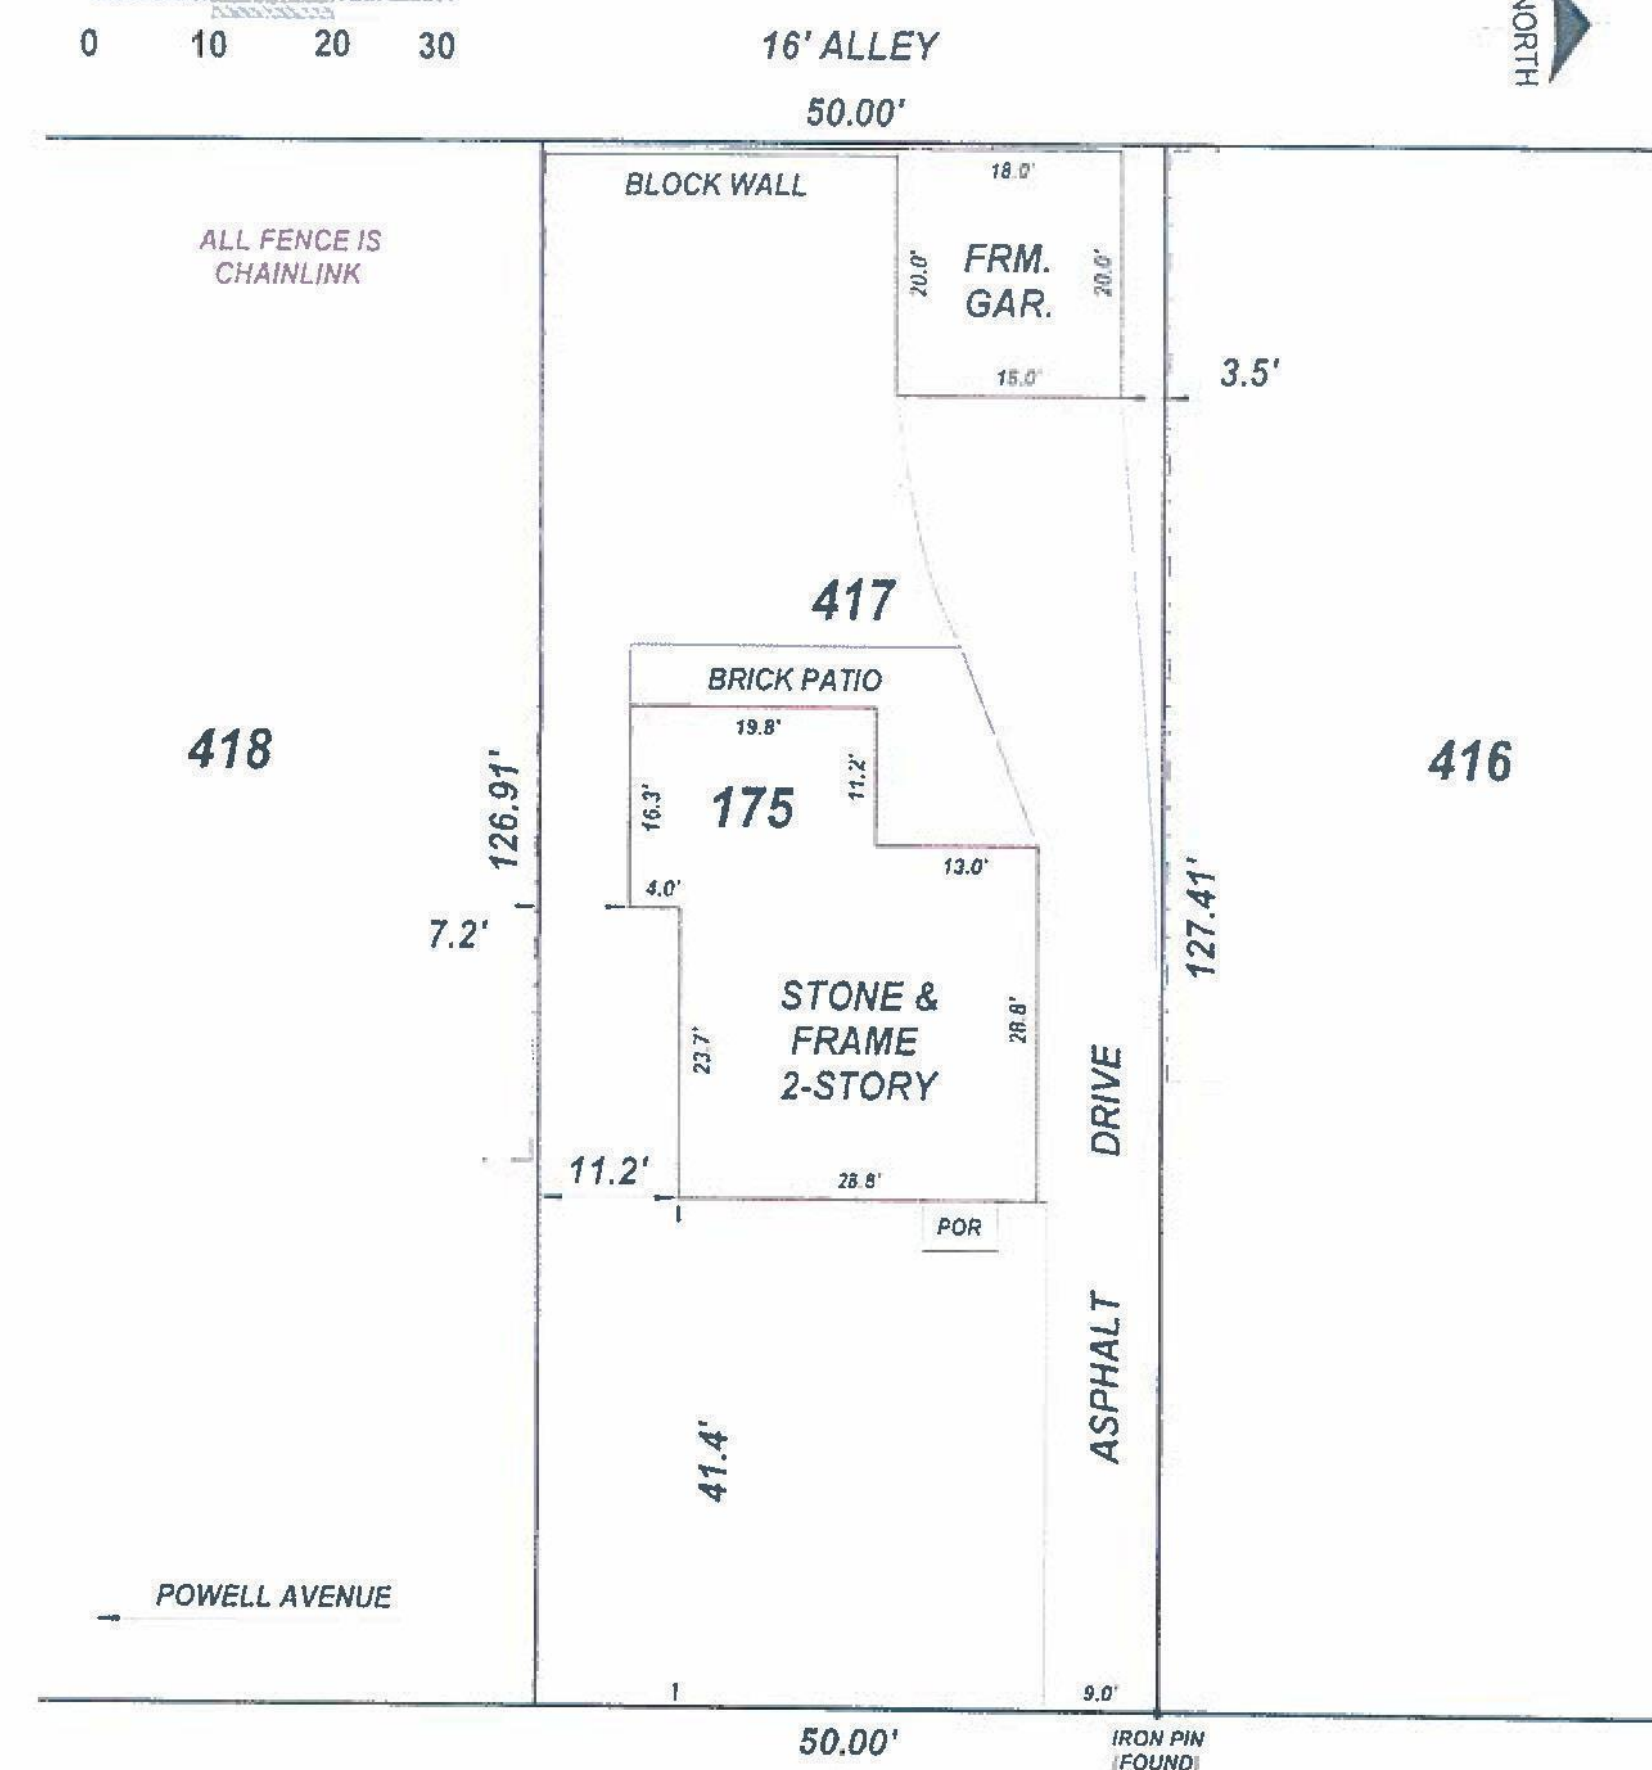 0 10 20 30
16' ALLEY
NORTH
50.00'
BLOCK WALL
18.0'
ALL FENCE IS
CHAINLINK
20.0'
FRM.
GAR.
20.0'
18.0'
3.5'
417
BRICK PATIO
19.8'
11.2'
418
416
126.91'
16.3'
175
13.0'
4.0'
7.2'
127.41'
STONE &
FRAME
2-STORY
28.8'
23.7'
DRIVE
11.2'
28.8'
POR
ASPHALT
41.4'
POWELL AVENUE
9.0'
50.00'
IRON PIN
(FOUND)